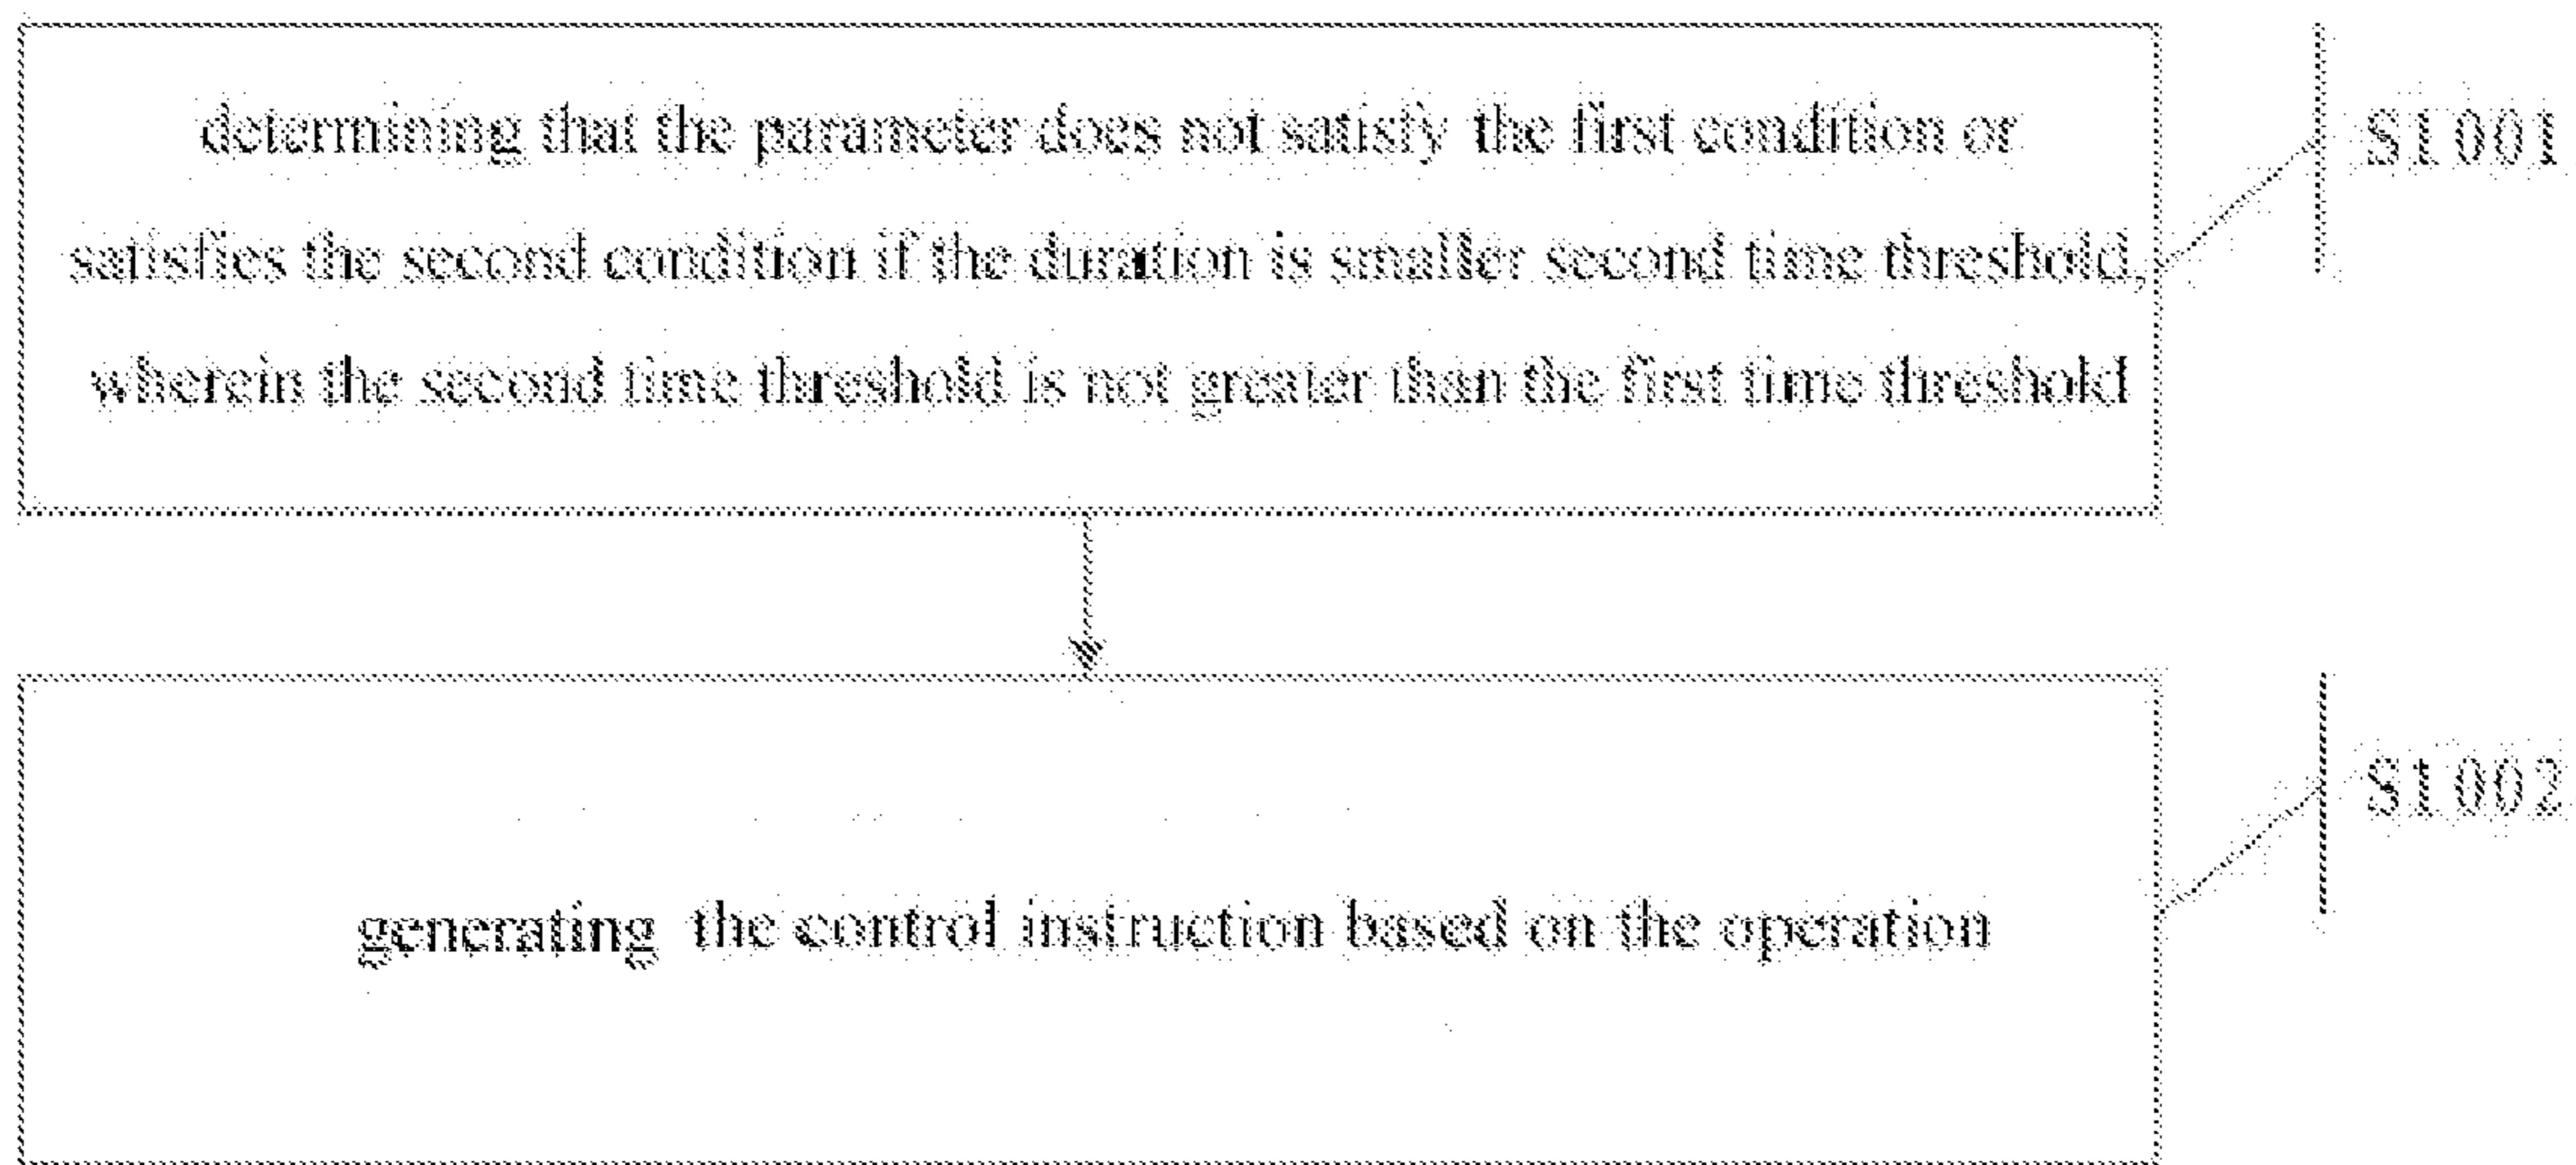 determining that the parameter does not satisfy the first condition or
satisfies the second condition if the duration is smaller second time threshold,
wherein the second time threshold is not greater than the first time threshold
S1001
generating the control instruction based on the operation
S1002